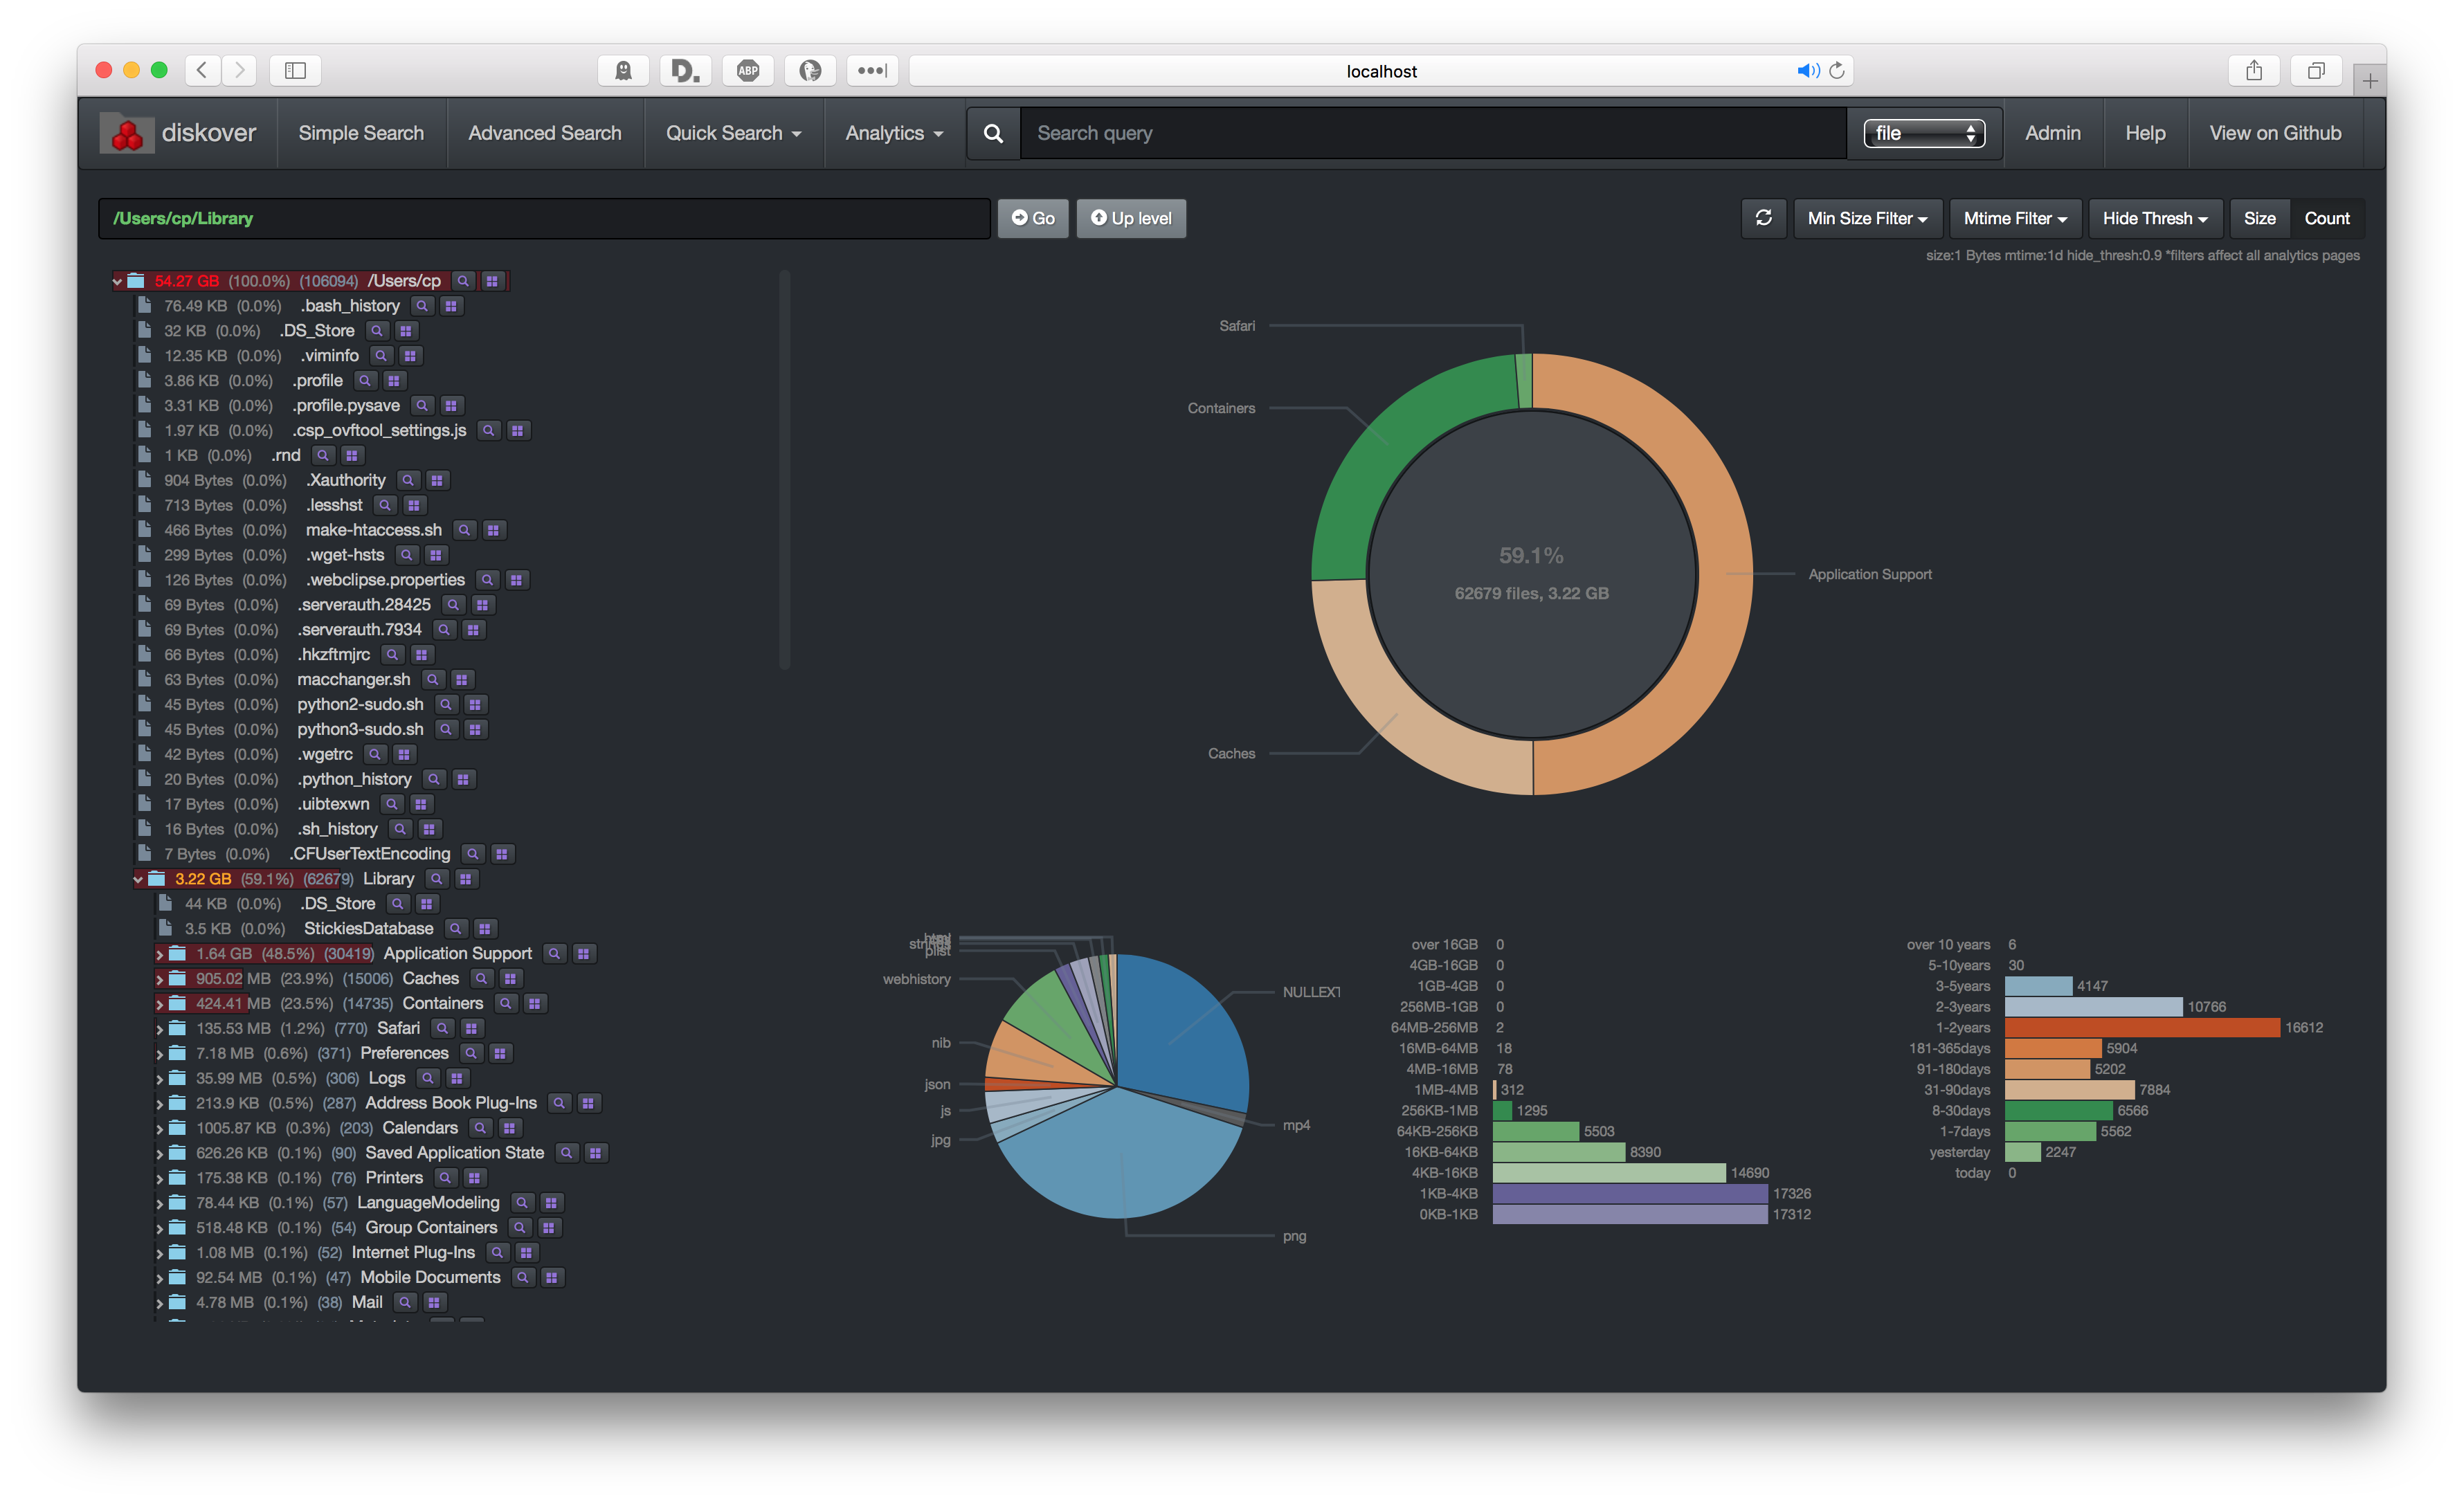 localhost
D.
ABP
diskover
Simple Search
Advanced Search
Quick Search
Analytics
Search query
file
Admin
Help
View on Github
/Users/cp/Library
Go
Up level
Min Size Filter
Mtime Filter
Hide Thresh
Size
Count
size:1 Bytes mtime:1d hide_thresh:0.9 *filters affect all analytics pages
54.27 GB (100.0%) (106094) /Users/cp
76.49 KB (0.0%) .bash_history
32 KB (0.0%) .DS_Store
12.35 KB (0.0%) .viminfo
3.86 KB (0.0%) .profile
3.31 KB (0.0%) .profile.pysave
1.97 KB (0.0%) .csp_ovftool_settings.js
1 KB (0.0%) .rnd
904 Bytes (0.0%) .Xauthority
713 Bytes (0.0%) .lesshst
466 Bytes (0.0%) make-htaccess.sh
299 Bytes (0.0%) .wget-hsts
126 Bytes (0.0%) .webclipse.properties
69 Bytes (0.0%) .serverauth.28425
69 Bytes (0.0%) .serverauth.7934
66 Bytes (0.0%) .hkzftmjrc
63 Bytes (0.0%) macchanger.sh
45 Bytes (0.0%) python2-sudo.sh
45 Bytes (0.0%) python3-sudo.sh
42 Bytes (0.0%) .wgetrc
20 Bytes (0.0%) .python_history
17 Bytes (0.0%) .uibtexwn
16 Bytes (0.0%) .sh_history
7 Bytes (0.0%) .CFUserTextEncoding
3.22 GB (59.1%) (62679) Library
44 KB (0.0%) .DS_Store
3.5 KB (0.0%) StickiesDatabase
1.64 GB (48.5%) (30419) Application Support
905.02 MB (23.9%) (15006) Caches
424.41 MB (23.5%) (14735) Containers
135.53 MB (1.2%) (770) Safari
7.18 MB (0.6%) (371) Preferences
35.99 MB (0.5%) (306) Logs
213.9 KB (0.5%) (287) Address Book Plug-Ins
1005.87 KB (0.3%) (203) Calendars
626.26 KB (0.1%) (90) Saved Application State
175.38 KB (0.1%) (76) Printers
78.44 KB (0.1%) (57) LanguageModeling
518.48 KB (0.1%) (54) Group Containers
1.08 MB (0.1%) (52) Internet Plug-Ins
92.54 MB (0.1%) (47) Mobile Documents
4.78 MB (0.1%) (38) Mail
Safari
Containers
59.1%
62679 files, 3.22 GB
Application Support
Caches
html
strings
plist
webhistory
nib
json
js
jpg
NULLEXT
mp4
png
over 16GB 0
4GB-16GB 0
1GB-4GB 0
256MB-1GB 0
64MB-256MB 2
16MB-64MB 18
4MB-16MB 78
1MB-4MB 312
256KB-1MB 1295
64KB-256KB 5503
16KB-64KB 8390
4KB-16KB 14690
1KB-4KB 17326
0KB-1KB 17312
over 10 years 6
5-10years 30
3-5years 4147
2-3years 10766
1-2years 16612
181-365days 5904
91-180days 5202
31-90days 7884
8-30days 6566
1-7days 5562
yesterday 2247
today 0